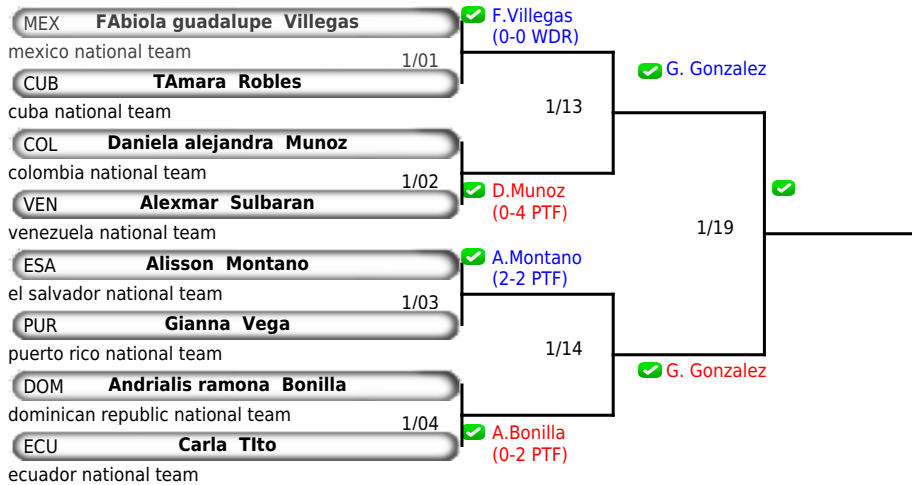 MEX FAbiola guadalupe Villegas
mexico national team
1/01
CUB TAmara Robles
cuba national team
COL Daniela alejandra Munoz
colombia national team
1/02
VEN Alexmar Sulbaran
venezuela national team
ESA Alisson Montano
el salvador national team
1/03
PUR Gianna Vega
puerto rico national team
DOM Andrialis ramona Bonilla
dominican republic national team
1/04
ECU Carla TIto
ecuador national team
F.Villegas
(0-0 WDR)
1/13
D.Munoz
(0-4 PTF)
A.Montano
(2-2 PTF)
1/14
A.Bonilla
(0-2 PTF)
G. Gonzalez
1/19
G. Gonzalez